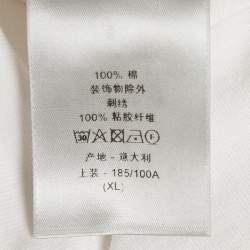 100% 棉
装饰物除外
刺绣
100% 粘胶纤维
30 A F
产地 - 意大利
上装 - 185/100A
(XL)